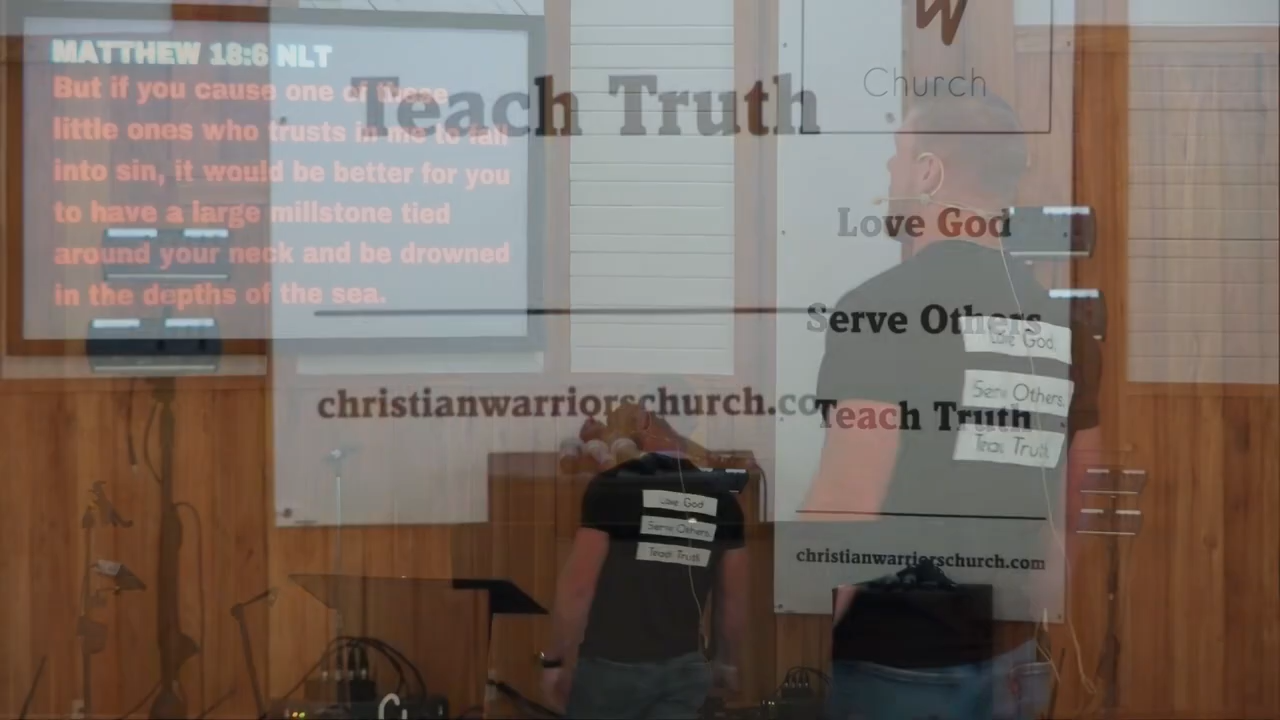 MATTHEW 18:6 NLT
But if you cause one of these
little ones who trusts in me to fall
into sin, it would be better for you
to have a large millstone tied
around your neck and be drowned
in the depths of the sea.
Teach Truth
christianwarriorschurch.co
W
Church
Love God
Serve Others
Teach Truth
christianwarriorschurch.com
Love God.
Serve Others.
Teach Truth.
Love God
Serve Others.
Teach Truth.